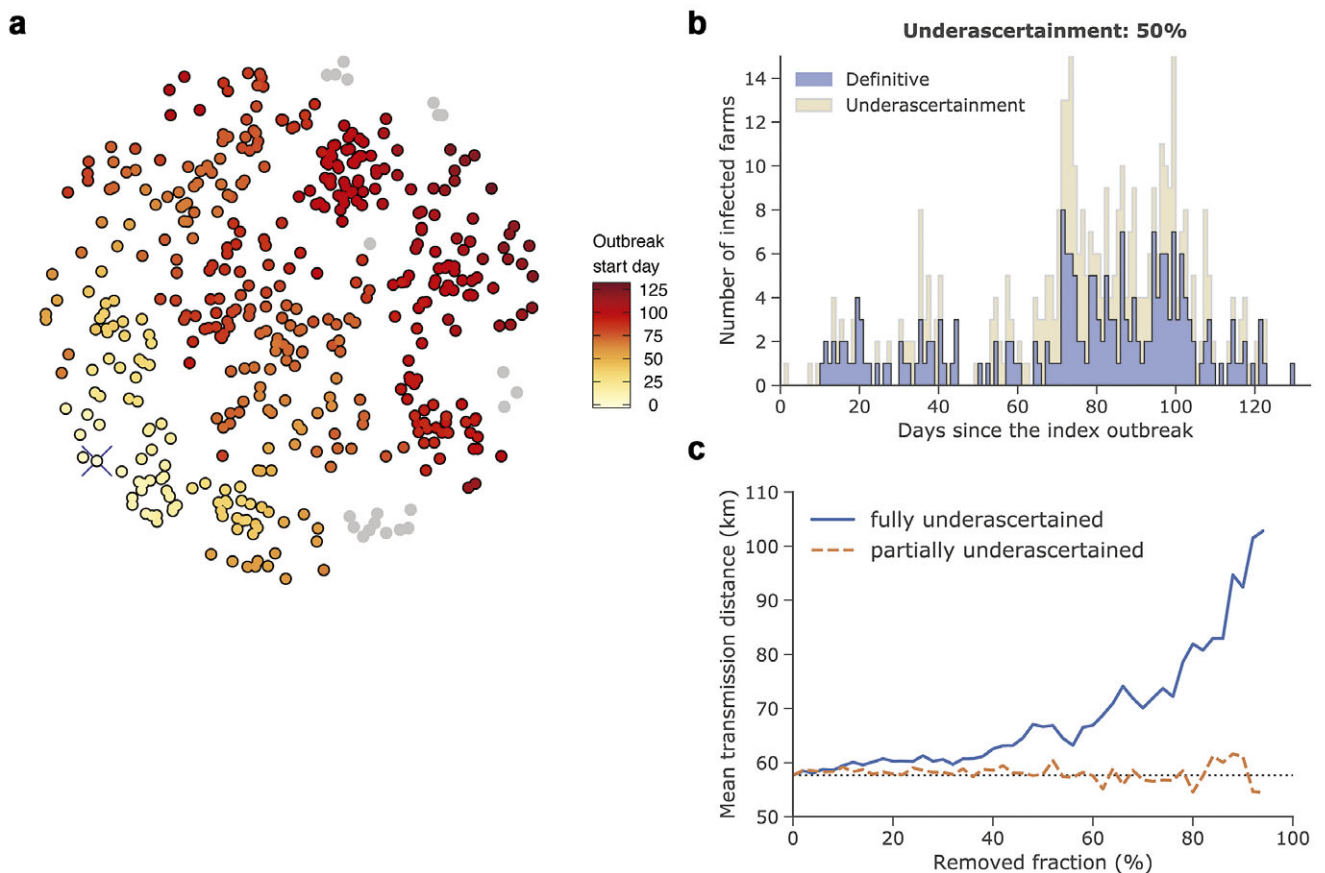 a
Outbreak
start day
125
100
75
50
25
0
b
Underascertainment: 50%
Definitive
Underascertainment
Number of infected farms
14
12
10
8
6
4
2
0
0 20 40 60 80 100 120
Days since the index outbreak
c
fully underascertained
partially underascertained
Mean transmission distance (km)
110
100
90
80
70
60
50
0 20 40 60 80 100
Removed fraction (%)